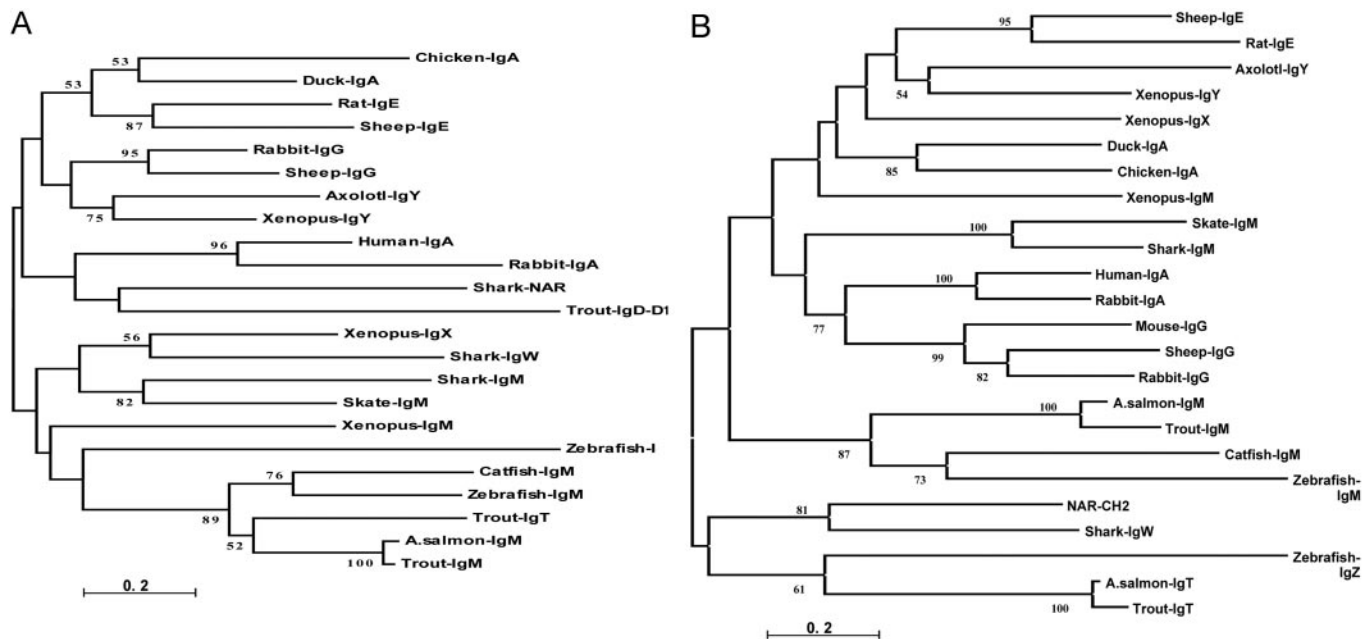 A
53
Chicken-IgA
53
Duck-IgA
Rat-IgE
87
Sheep-IgE
95
Rabbit-IgG
Sheep-IgG
Axolotl-IgY
75
Xenopus-IgY
96
Human-IgA
Rabbit-IgA
Shark-NAR
Trout-IgD-D1
56
Xenopus-IgX
Shark-IgW
Shark-IgM
82
Skate-IgM
Xenopus-IgM
Zebrafish-I
76
Catfish-IgM
Zebrafish-IgM
89
Trout-IgT
52
A.salmon-IgM
100
Trout-IgM
0. 2
B
95
Sheep-IgE
Rat-IgE
Axolotl-IgY
54
Xenopus-IgY
Xenopus-IgX
Duck-IgA
85
Chicken-IgA
Xenopus-IgM
100
Skate-IgM
Shark-IgM
100
Human-IgA
Rabbit-IgA
77
Mouse-IgG
99
Sheep-IgG
82
Rabbit-IgG
100
A.salmon-IgM
Trout-IgM
87
Catfish-IgM
73
Zebrafish-
IgM
81
NAR-CH2
Shark-IgW
Zebrafish-
IgZ
61
A.salmon-IgT
100
Trout-IgT
0. 2